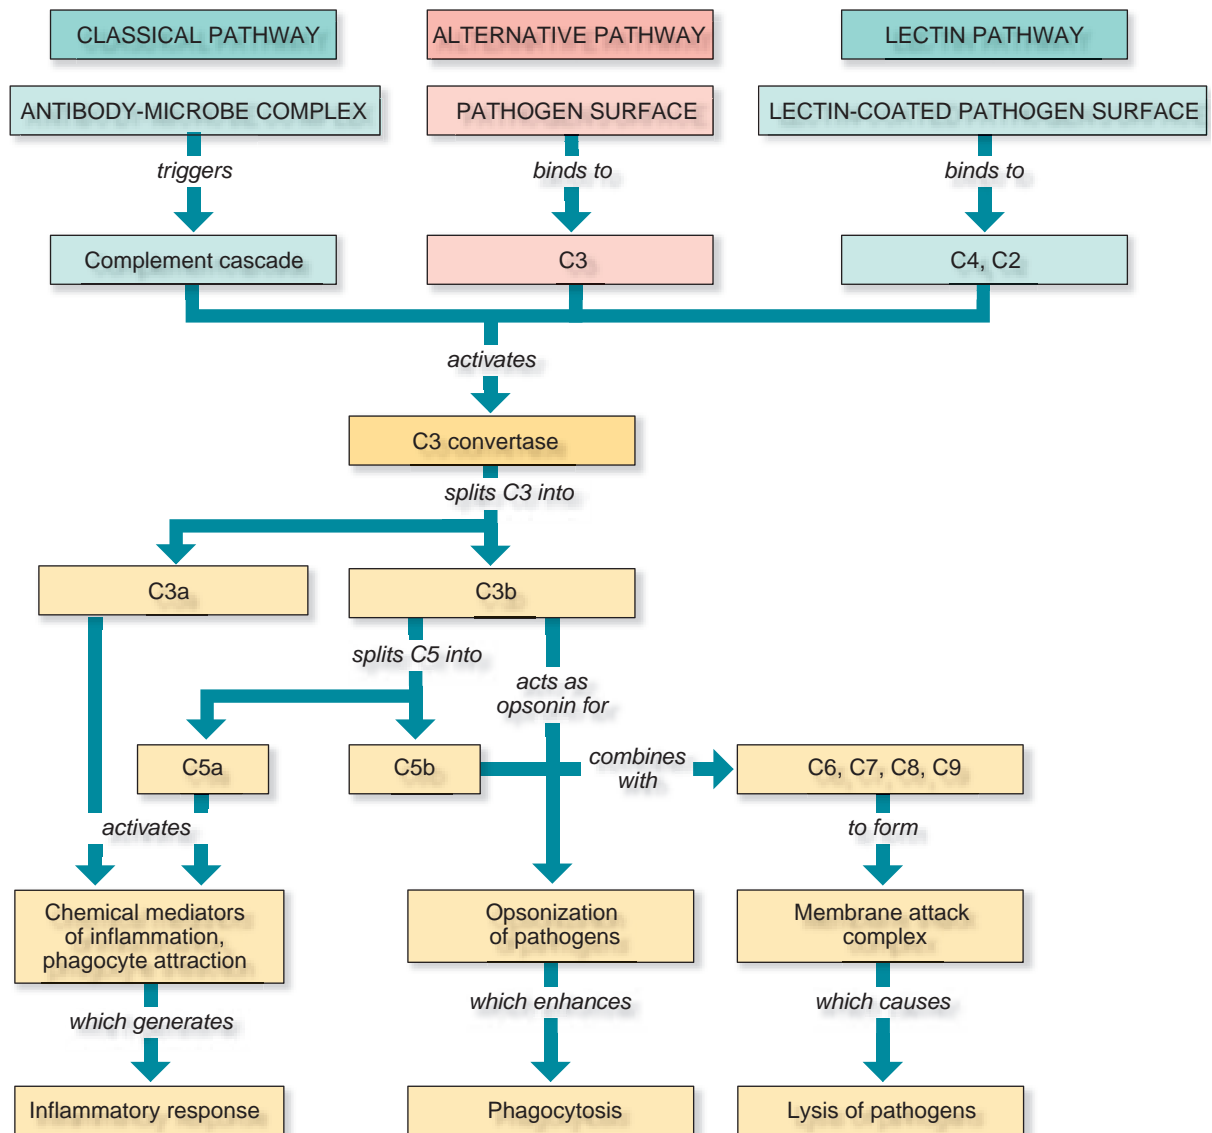 CLASSICAL PATHWAY
ALTERNATIVE PATHWAY
LECTIN PATHWAY
ANTIBODY-MICROBE COMPLEX
PATHOGEN SURFACE
LECTIN-COATED PATHOGEN SURFACE
triggers
binds to
binds to
Complement cascade
C3
C4, C2
activates
C3 convertase
splits C3 into
C3a
C3b
splits C5 into
acts as
opsonin for
C5a
C5b
combines
with
C6, C7, C8, C9
activates
to form
Chemical mediators
of inflammation,
phagocyte attraction
Opsonization
of pathogens
Membrane attack
complex
which generates
which enhances
which causes
Inflammatory response
Phagocytosis
Lysis of pathogens